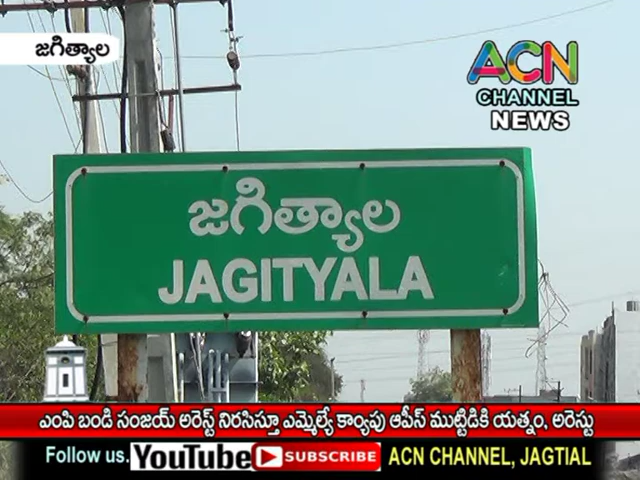 జగిత్యాల
ACN
CHANNEL
NEWS
జగిత్యాల
JAGITYALA
ఎంపి బండి సంజయ్ అరెస్ట్ నిరసిస్తూ ఎమ్మెల్యే క్యాంపు ఆఫీస్ ముట్టిడికి యత్నం, అరెస్టు
Follow us. YouTube SUBSCRIBE ACN CHANNEL, JAGTIAL